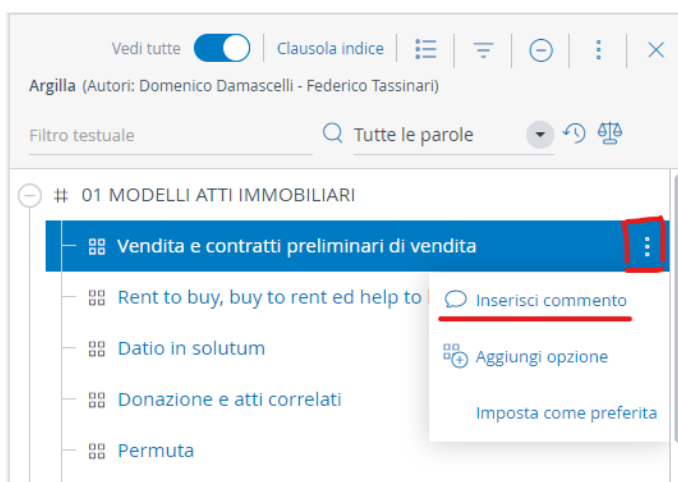 Vedi tutte Clausola indice
Argilla (Autori: Domenico Damascelli - Federico Tassinari)
Filtro testuale Tutte le parole
# 01 MODELLI ATTI IMMOBILIARI
Vendita e contratti preliminari di vendita
Rent to buy, buy to rent ed help to
Inserisci commento
Datio in solutum
Aggiungi opzione
Donazione e atti correlati
Imposta come preferita
Permuta